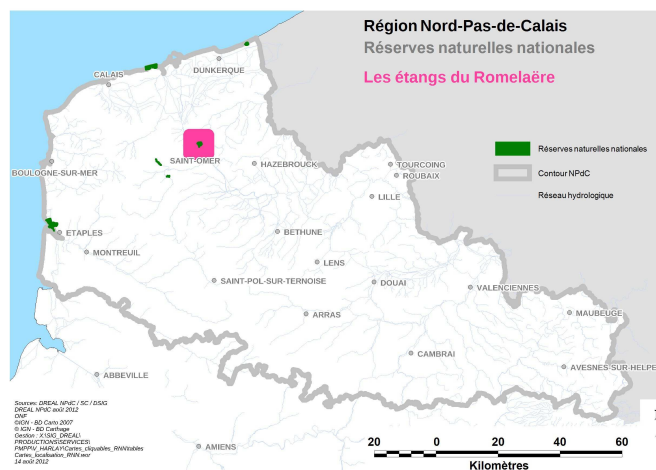 Région Nord-Pas-de-Calais
Réserves naturelles nationales
Les étangs du Romelaëre
DUNKERQUE
CALAIS
Réserves naturelles nationales
SAINT-OMER
HAZEBROUCK
TOURCOING
BOULOGNE-SUR-MER
ROUBAIX
Contour NPdC
Réseau hydrologique
LILLE
ETAPLES
BETHUNE
MONTREUIL
LENS
SAINT-POL-SUR-TERNOISE
DOUAI
VALENCIENNES
ARRAS
MAUBEUGE
CAMBRAI
AVESNES-SUR-HELPE
ABBEVILLE
Sources: DREAL NPdC / SC / DSIG
DREAL NPdC août 2012
ONF
©IGN - BD Carto 2007
© IGN - BD Carthage
Gestion : X:\SIG_DREAL\
PRODUCTIONS\SERVICES\
PMPP\V_HARLAY\Cartes_cliquables_RNN\tables
Cartes_localisation_RNN.wor
14 août 2012
AMIENS
20 0 20 40 60
Kilomètres